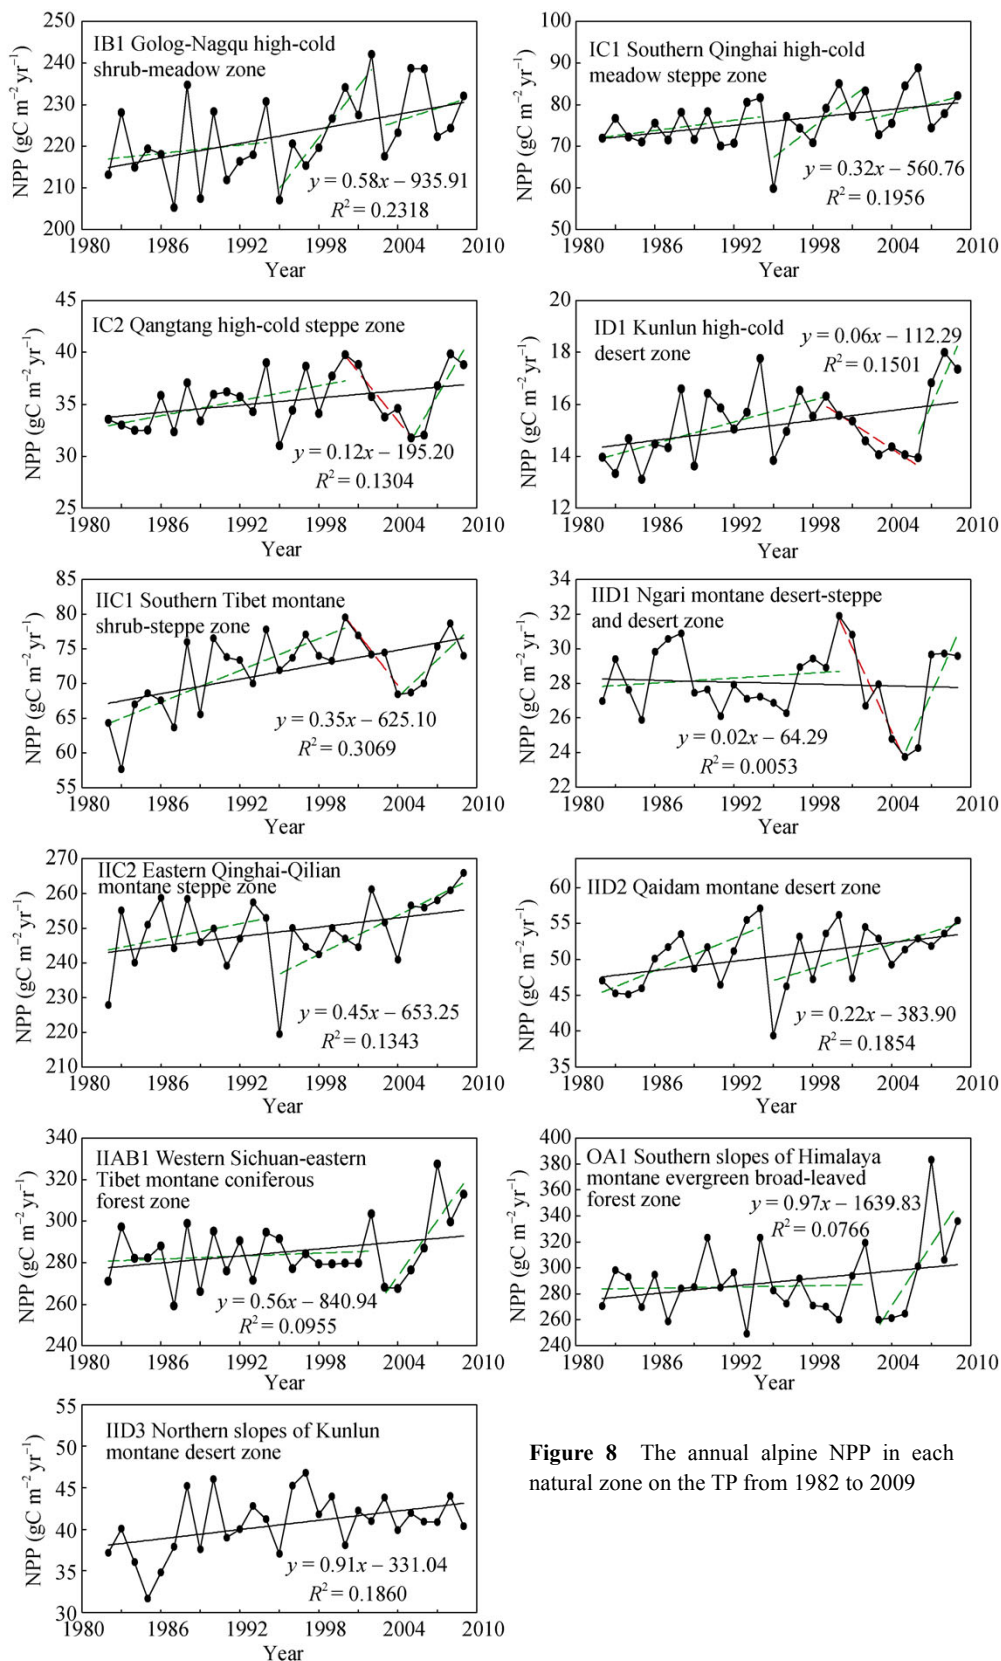 IB1 Golog-Nagqu high-cold
shrub-meadow zone
NPP (gC m⁻² yr⁻¹)
250
240
230
220
210
200
y = 0.58x − 935.91
R² = 0.2318
1980 1986 1992 1998 2004 2010
Year
IC1 Southern Qinghai high-cold
meadow steppe zone
NPP (gC m⁻² yr⁻¹)
100
90
80
70
60
50
y = 0.32x − 560.76
R² = 0.1956
1980 1986 1992 1998 2004 2010
Year
IC2 Qangtang high-cold steppe zone
NPP (gC m⁻² yr⁻¹)
45
40
35
30
25
y = 0.12x − 195.20
R² = 0.1304
1980 1986 1992 1998 2004 2010
Year
ID1 Kunlun high-cold
desert zone
NPP (gC m⁻² yr⁻¹)
20
18
16
14
12
y = 0.06x − 112.29
R² = 0.1501
1980 1986 1992 1998 2004 2010
Year
IIC1 Southern Tibet montane
shrub-steppe zone
NPP (gC m⁻² yr⁻¹)
85
80
75
70
65
60
55
y = 0.35x − 625.10
R² = 0.3069
1980 1986 1992 1998 2004 2010
Year
IID1 Ngari montane desert-steppe
and desert zone
NPP (gC m⁻² yr⁻¹)
34
32
30
28
26
24
22
y = 0.02x − 64.29
R² = 0.0053
1980 1986 1992 1998 2004 2010
Year
IIC2 Eastern Qinghai-Qilian
montane steppe zone
NPP (gC m⁻² yr⁻¹)
270
260
250
240
230
220
210
y = 0.45x − 653.25
R² = 0.1343
1980 1986 1992 1998 2004 2010
Year
IID2 Qaidam montane desert zone
NPP (gC m⁻² yr⁻¹)
60
55
50
45
40
35
y = 0.22x − 383.90
R² = 0.1854
1980 1986 1992 1998 2004 2010
Year
IIAB1 Western Sichuan-eastern
Tibet montane coniferous
forest zone
NPP (gC m⁻² yr⁻¹)
340
320
300
280
260
240
y = 0.56x − 840.94
R² = 0.0955
1980 1986 1992 1998 2004 2010
Year
OA1 Southern slopes of Himalaya
montane evergreen broad-leaved
forest zone
NPP (gC m⁻² yr⁻¹)
400
380
360
340
320
300
280
260
240
y = 0.97x − 1639.83
R² = 0.0766
1980 1986 1992 1998 2004 2010
Year
IID3 Northern slopes of Kunlun
montane desert zone
NPP (gC m⁻² yr⁻¹)
55
50
45
40
35
30
y = 0.91x − 331.04
R² = 0.1860
1980 1986 1992 1998 2004 2010
Year
Figure 8 The annual alpine NPP in each
natural zone on the TP from 1982 to 2009